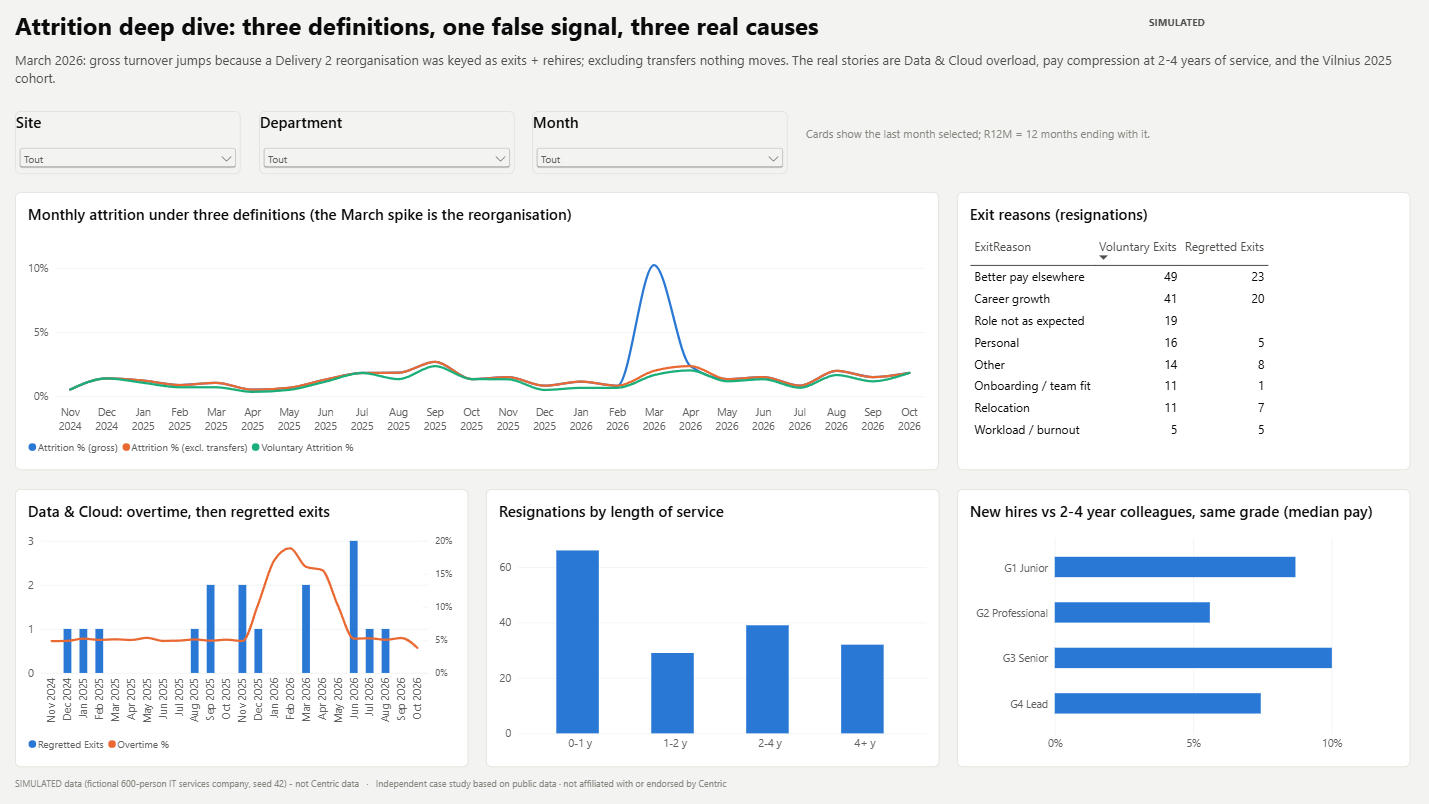 Attrition deep dive: three definitions, one false signal, three real causes
SIMULATED
March 2026: gross turnover jumps because a Delivery 2 reorganisation was keyed as exits + rehires; excluding transfers nothing moves. The real stories are Data & Cloud overload, pay compression at 2-4 years of service, and the Vilnius 2025
cohort.
Site
Department
Month
Tout
Tout
Tout
Cards show the last month selected; R12M = 12 months ending with it.
Monthly attrition under three definitions (the March spike is the reorganisation)
10%
5%
0%
Nov Dec Jan Feb Mar Apr May Jun Jul Aug Sep Oct Nov Dec Jan Feb Mar Apr May Jun Jul Aug Sep Oct
2024 2024 2025 2025 2025 2025 2025 2025 2025 2025 2025 2025 2025 2025 2026 2026 2026 2026 2026 2026 2026 2026 2026 2026
Attrition % (gross) Attrition % (excl. transfers) Voluntary Attrition %
Exit reasons (resignations)
ExitReason Voluntary Exits Regretted Exits
Better pay elsewhere 49 23
Career growth 41 20
Role not as expected 19
Personal 16 5
Other 14 8
Onboarding / team fit 11 1
Relocation 11 7
Workload / burnout 5 5
Data & Cloud: overtime, then regretted exits
3 20%
15%
2
10%
1
5%
0 0%
Nov 2024 Dec 2024 Jan 2025 Feb 2025 Mar 2025 Apr 2025 May 2025 Jun 2025 Jul 2025 Aug 2025 Sep 2025 Oct 2025 Nov 2025 Dec 2025 Jan 2026 Feb 2026 Mar 2026 Apr 2026 May 2026 Jun 2026 Jul 2026 Aug 2026 Sep 2026 Oct 2026
Regretted Exits Overtime %
Resignations by length of service
60
40
20
0
0-1 y 1-2 y 2-4 y 4+ y
New hires vs 2-4 year colleagues, same grade (median pay)
G1 Junior
G2 Professional
G3 Senior
G4 Lead
0% 5% 10%
SIMULATED data (fictional 600-person IT services company, seed 42) - not Centric data · Independent case study based on public data · not affiliated with or endorsed by Centric